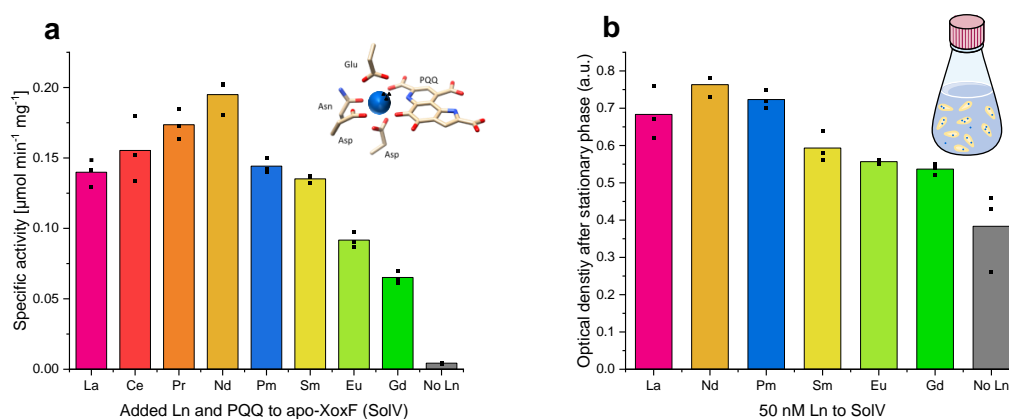 a
Specific activity [µmol min⁻¹ mg⁻¹]
0.20
0.15
0.10
0.05
0.00
Glu
PQQ
Asn
Asp
Asp
La Ce Pr Nd Pm Sm Eu Gd No Ln
Added Ln and PQQ to apo-XoxF (SolV)
b
Optical denstiy after stationary phase (a.u.)
0.8
0.7
0.6
0.5
0.4
0.3
0.2
0.1
0.0
La Nd Pm Sm Eu Gd No Ln
50 nM Ln to SolV